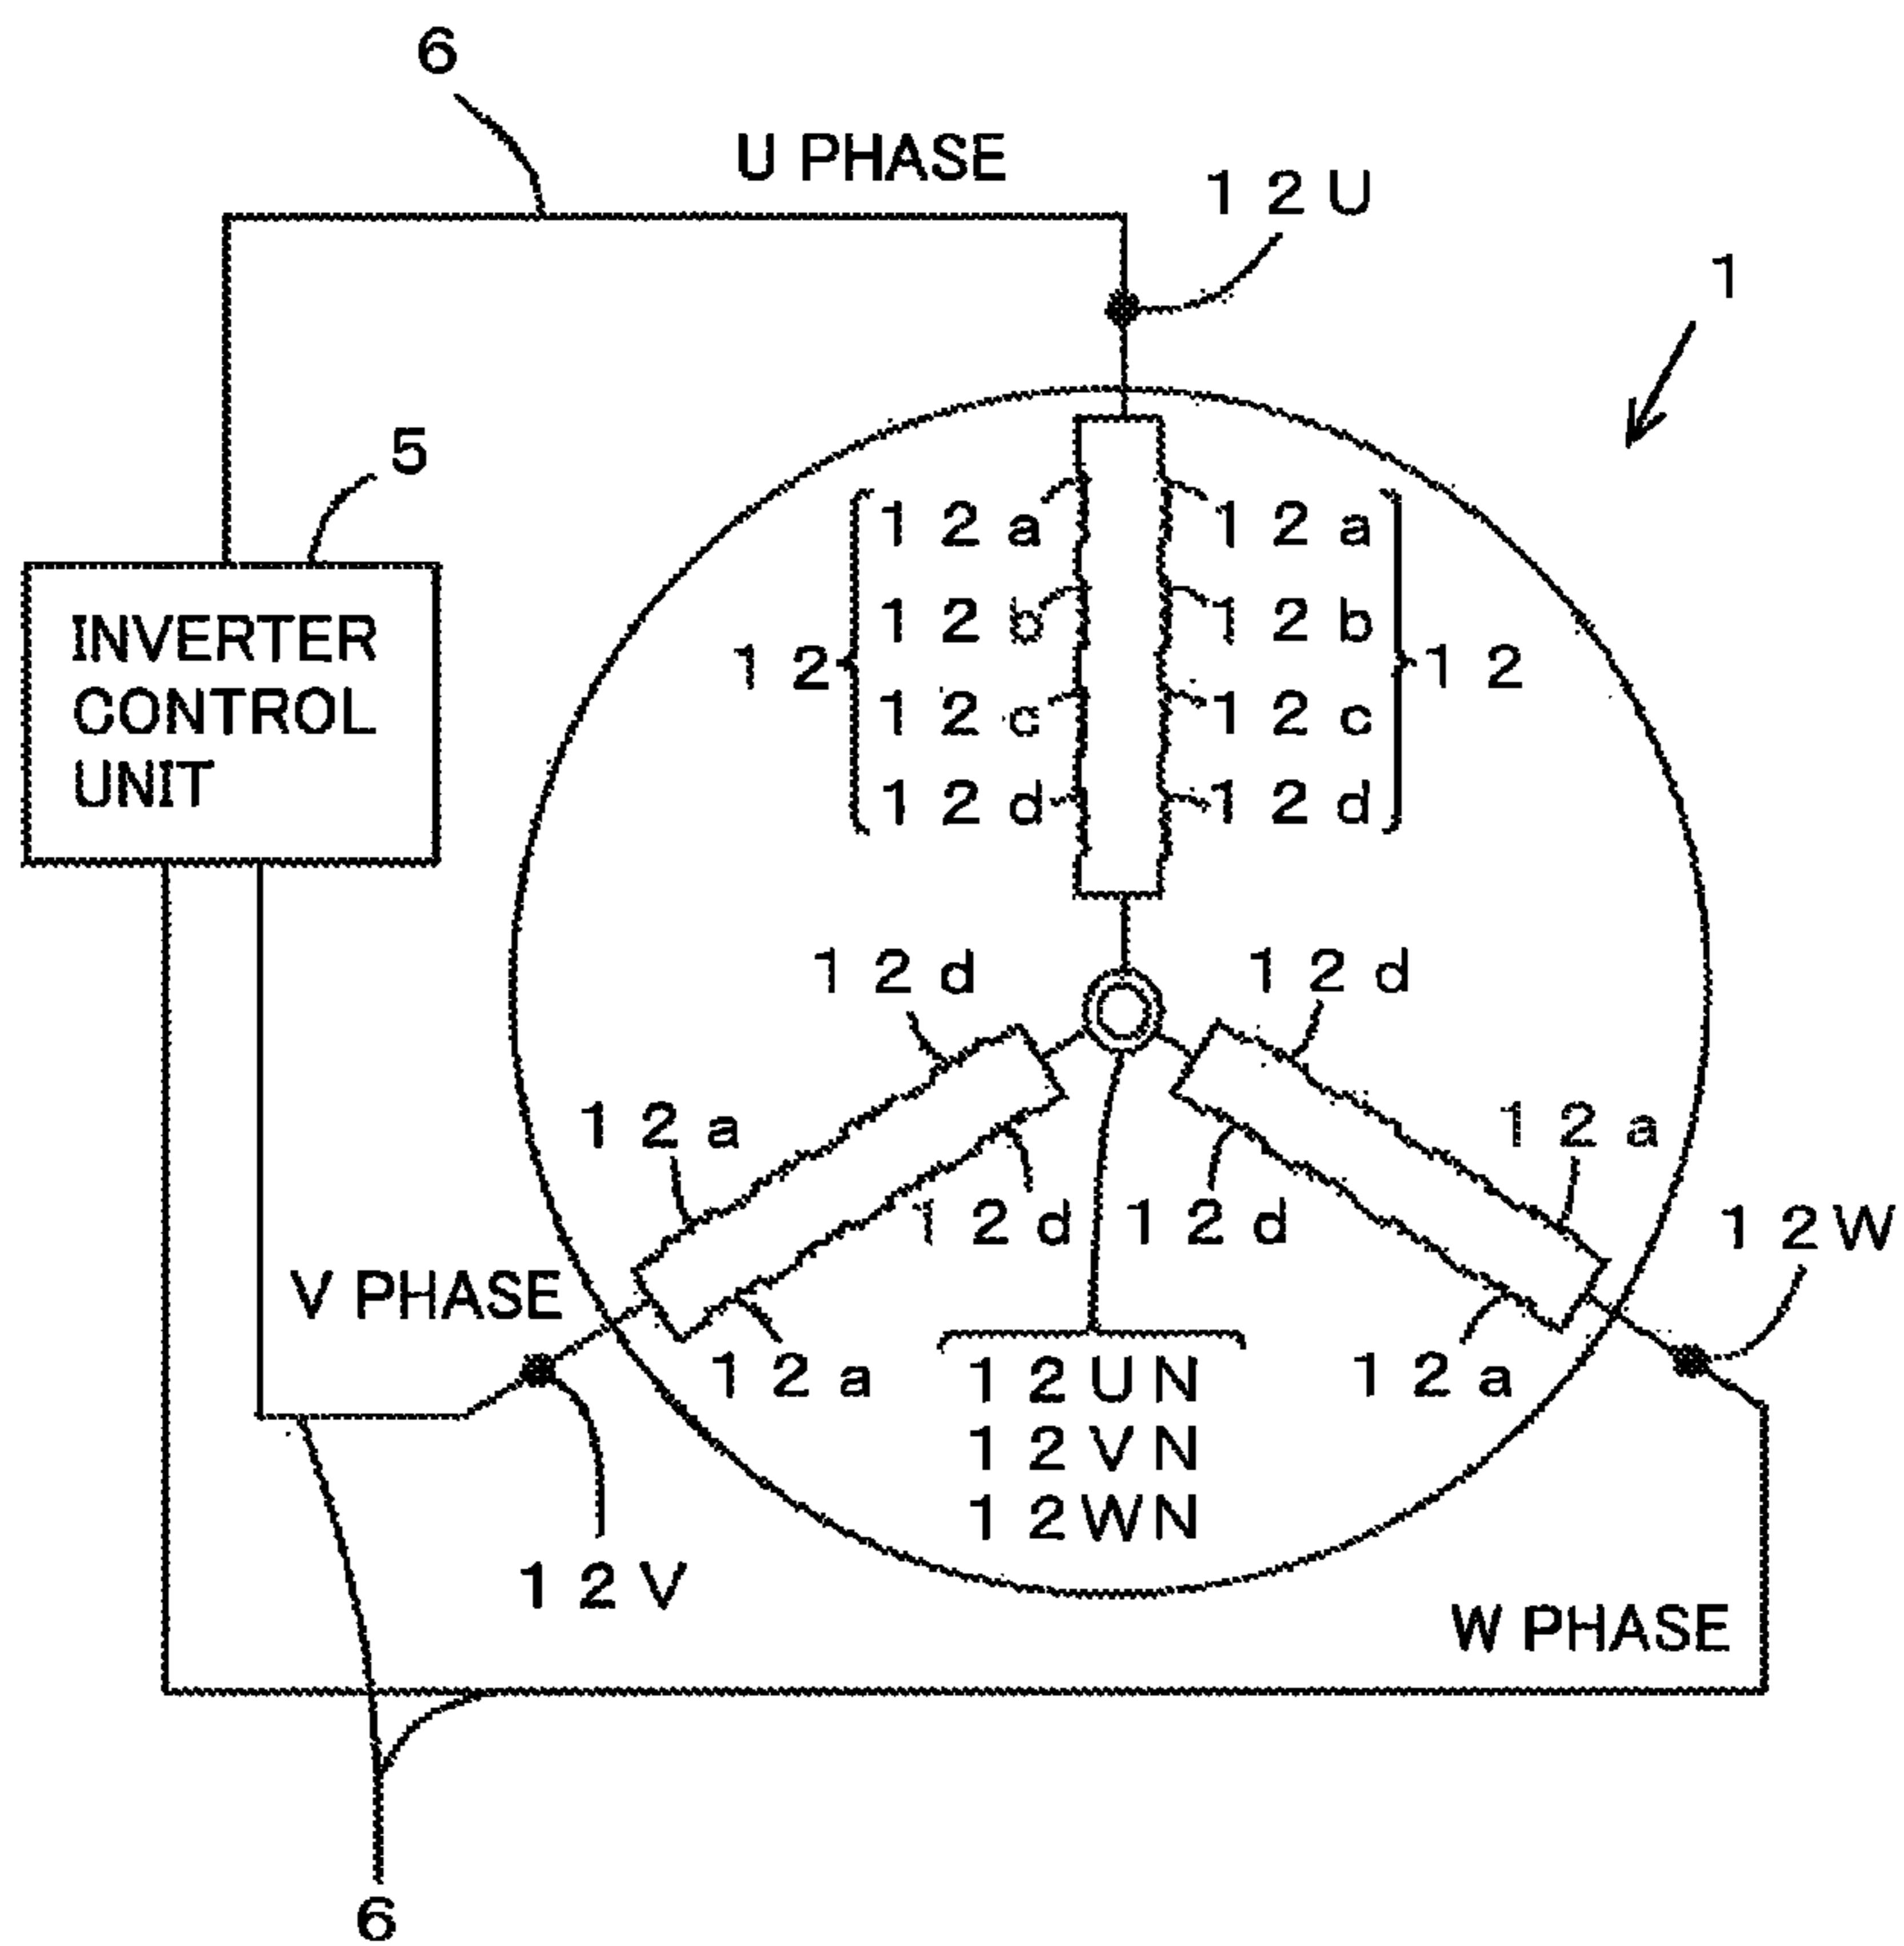 6
U PHASE
12U
1
5
INVERTER
CONTROL
UNIT
12a 12a
12b 12b
12 12
12c 12c
12d 12d
12d 12d
12a 12a
12d 12d
12W
V PHASE
12a 12a
12UN
12VN
12WN
12V
W PHASE
6